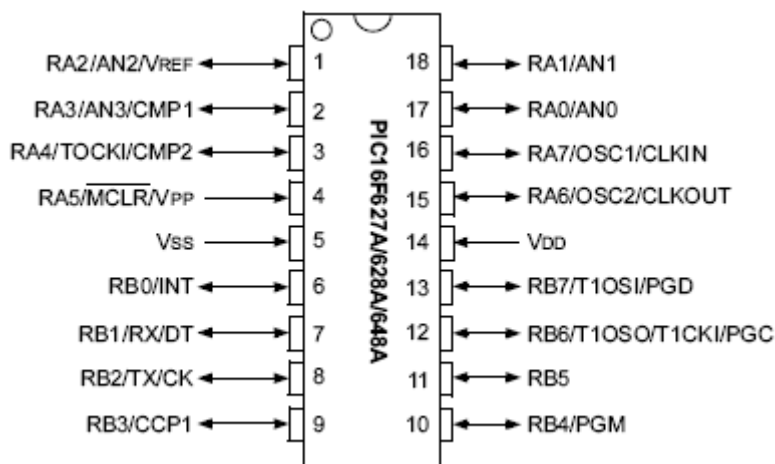 RA2/AN2/VREF 1 18 RA1/AN1
RA3/AN3/CMP1 2 17 RA0/AN0
RA4/TOCKI/CMP2 3 16 RA7/OSC1/CLKIN
RA5/MCLR/VPP 4 15 RA6/OSC2/CLKOUT
VSS 5 14 VDD
RB0/INT 6 13 RB7/T1OSI/PGD
RB1/RX/DT 7 12 RB6/T1OSO/T1CKI/PGC
RB2/TX/CK 8 11 RB5
RB3/CCP1 9 10 RB4/PGM
PIC16F627A/628A/648A